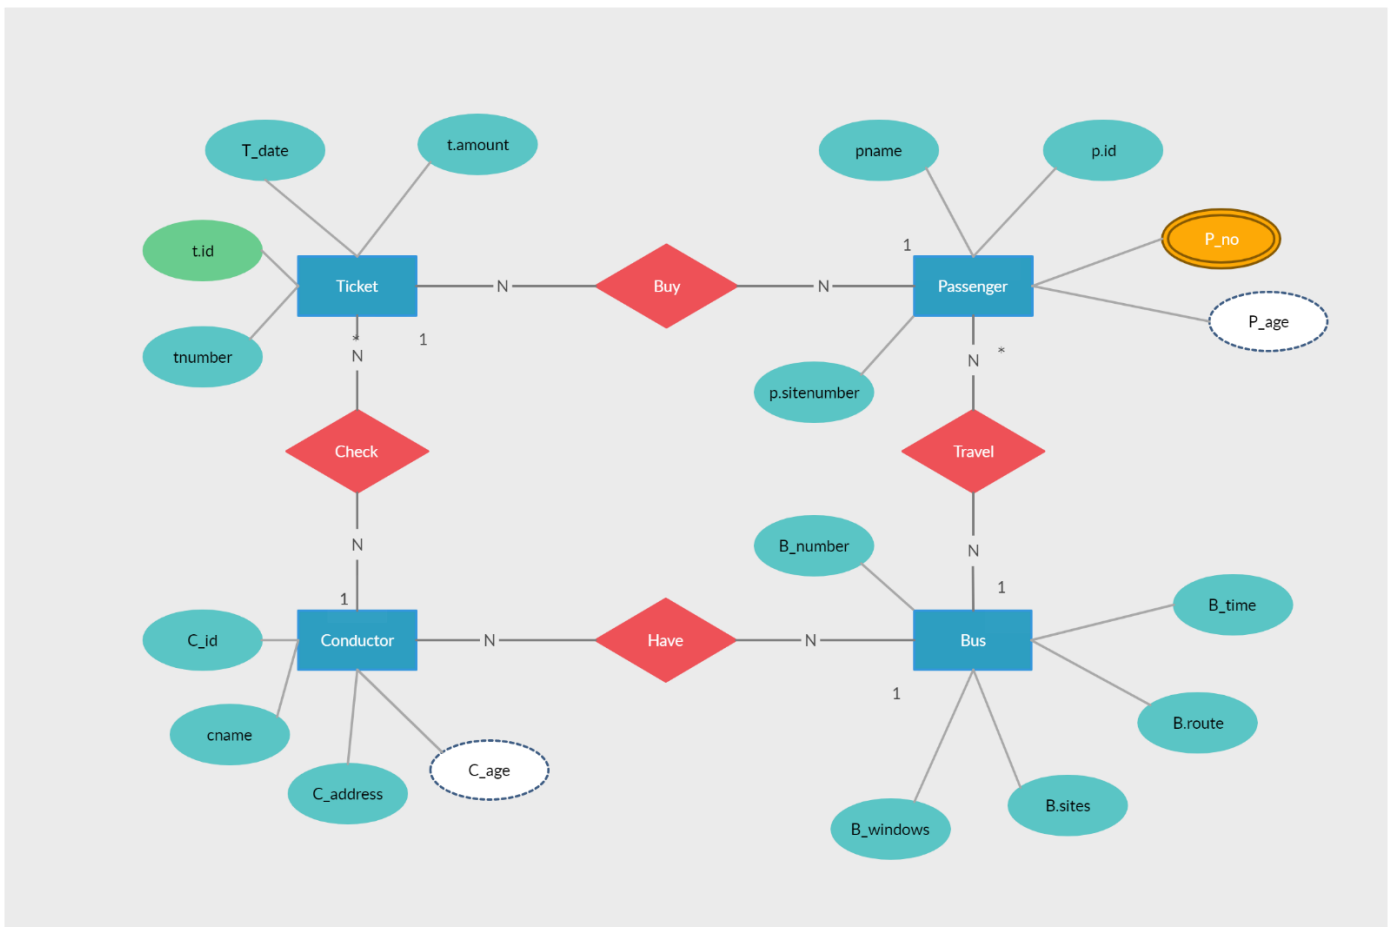 T_date
t.amount
pname
p.id
t.id
P_no
1
Ticket
N
Buy
N
Passenger
P_age
tnumber
*
N
1
N
*
p.sitenumber
Check
Travel
N
B_number
N
1
1
B_time
C_id
Conductor
N
Have
N
Bus
1
B.route
cname
C_address
C_age
B.sites
B_windows